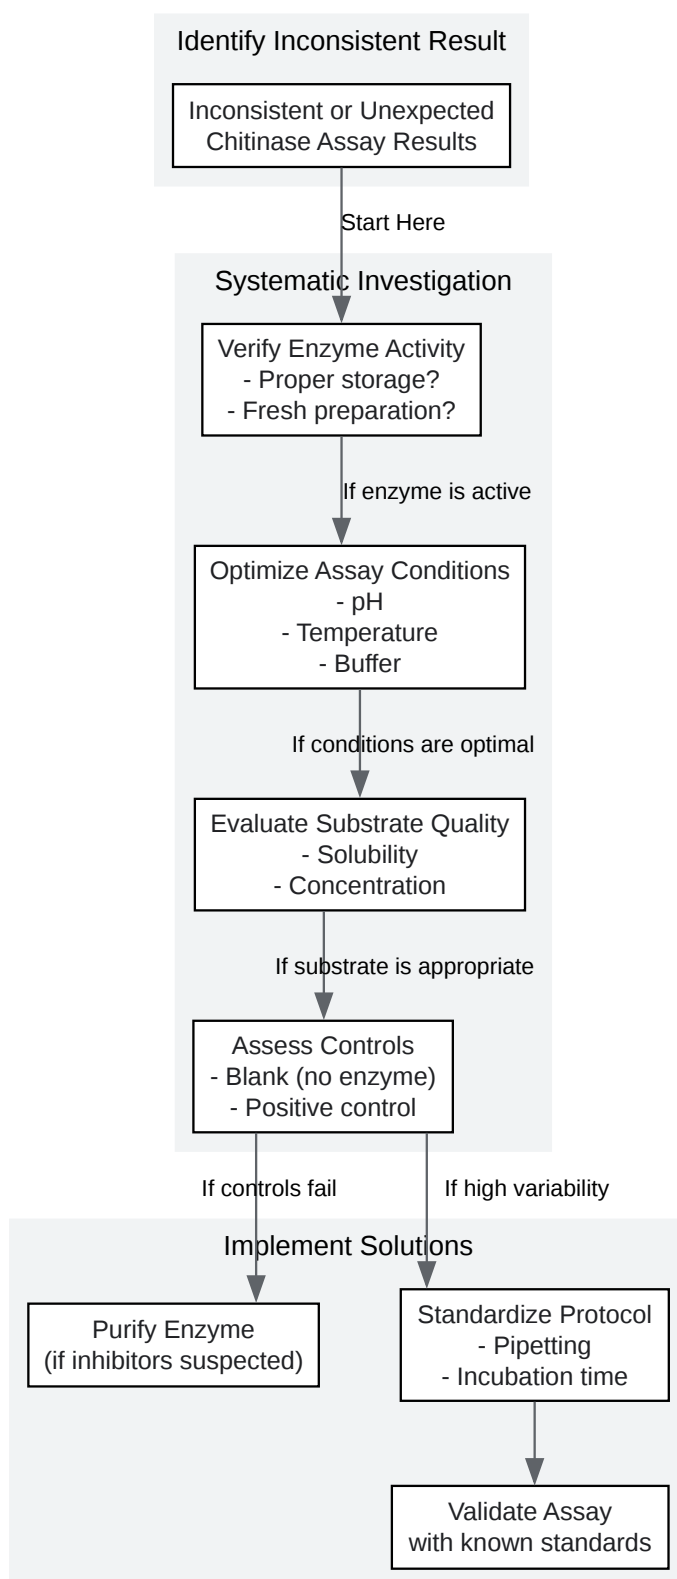 Identify Inconsistent Result
Inconsistent or Unexpected
Chitinase Assay Results
Start Here
Systematic Investigation
Verify Enzyme Activity
- Proper storage?
- Fresh preparation?
If enzyme is active
Optimize Assay Conditions
- pH
- Temperature
- Buffer
If conditions are optimal
Evaluate Substrate Quality
- Solubility
- Concentration
If substrate is appropriate
Assess Controls
- Blank (no enzyme)
- Positive control
If controls fail
If high variability
Implement Solutions
Purify Enzyme
(if inhibitors suspected)
Standardize Protocol
- Pipetting
- Incubation time
Validate Assay
with known standards